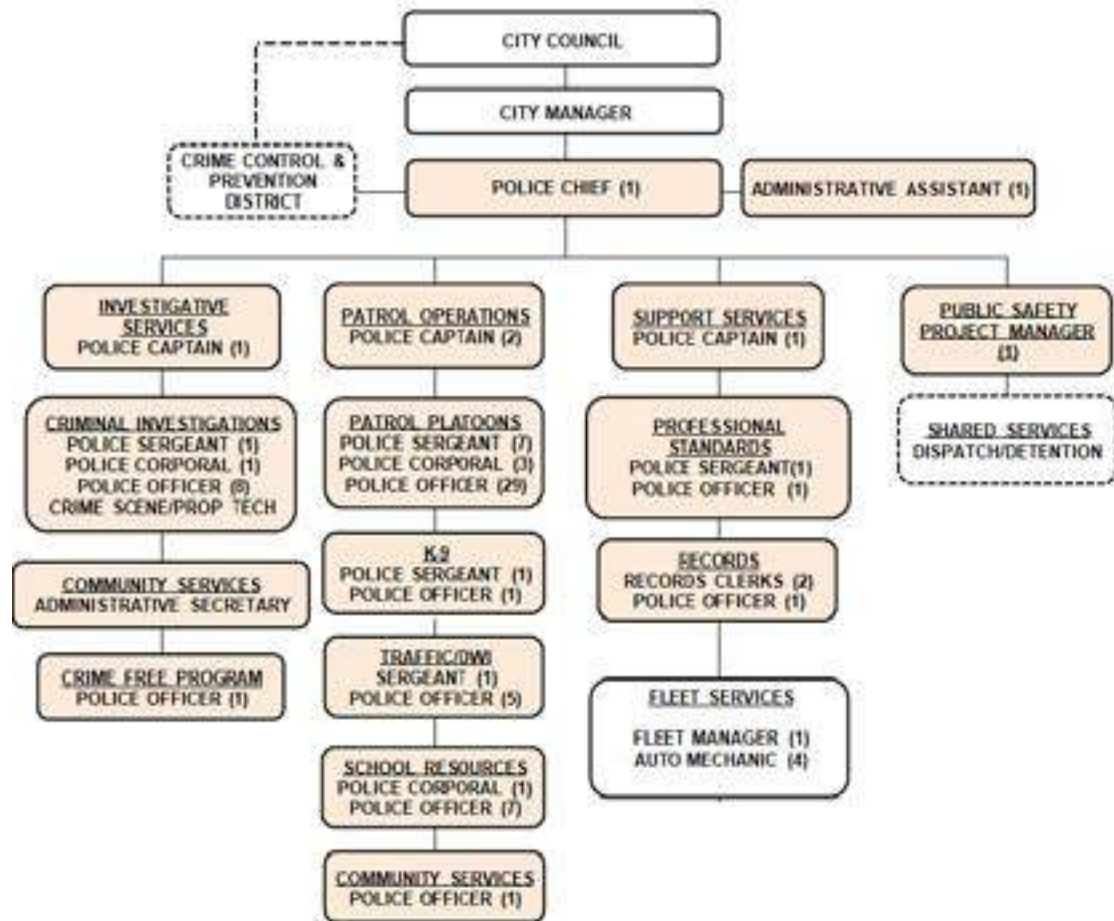 CITY COUNCIL
CITY MANAGER
CRIME CONTROL &
PREVENTION
DISTRICT
POLICE CHIEF (1)
ADMINISTRATIVE ASSISTANT (1)
INVESTIGATIVE
SERVICES
POLICE CAPTAIN (1)
CRIMINAL INVESTIGATIONS
POLICE SERGEANT (1)
POLICE CORPORAL (1)
POLICE OFFICER (8)
CRIME SCENE/PROP TECH
COMMUNITY SERVICES
ADMINISTRATIVE SECRETARY
CRIME FREE PROGRAM
POLICE OFFICER (1)
PATROL OPERATIONS
POLICE CAPTAIN (2)
PATROL PLATOONS
POLICE SERGEANT (7)
POLICE CORPORAL (3)
POLICE OFFICER (29)
K-9
POLICE SERGEANT (1)
POLICE OFFICER (1)
TRAFFIC/DWI
SERGEANT (1)
POLICE OFFICER (5)
SCHOOL RESOURCES
POLICE CORPORAL (1)
POLICE OFFICER (7)
COMMUNITY SERVICES
POLICE OFFICER (1)
SUPPORT SERVICES
POLICE CAPTAIN (1)
PROFESSIONAL
STANDARDS
POLICE SERGEANT(1)
POLICE OFFICER (1)
RECORDS
RECORDS CLERKS (2)
POLICE OFFICER (1)
FLEET SERVICES
FLEET MANAGER (1)
AUTO MECHANIC (4)
PUBLIC SAFETY
PROJECT MANAGER
(1)
SHARED SERVICES
DISPATCH/DETENTION